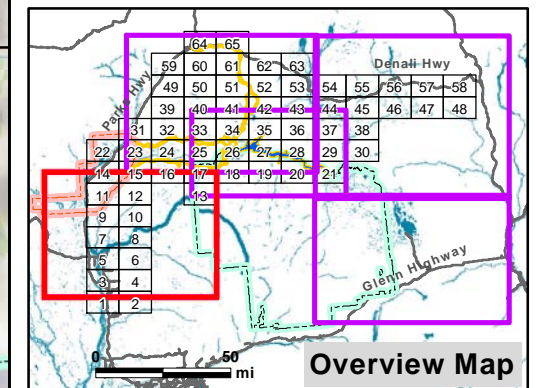 64 65
59 60 61 62 63
Denali Hwy
49 50 51 52 53 54 55 56 57 58
Parks Hwy
39 40 41 42 43 44 45 46 47 48
31 32 33 34 35 36 37 38
22 23 24 25 26 27 28 29 30
14 15 16 17 18 19 20 21
11 12 13
9 10
7 8
5 6
Glenn Highway
3 4
1 2
0 50
mi
Overview Map